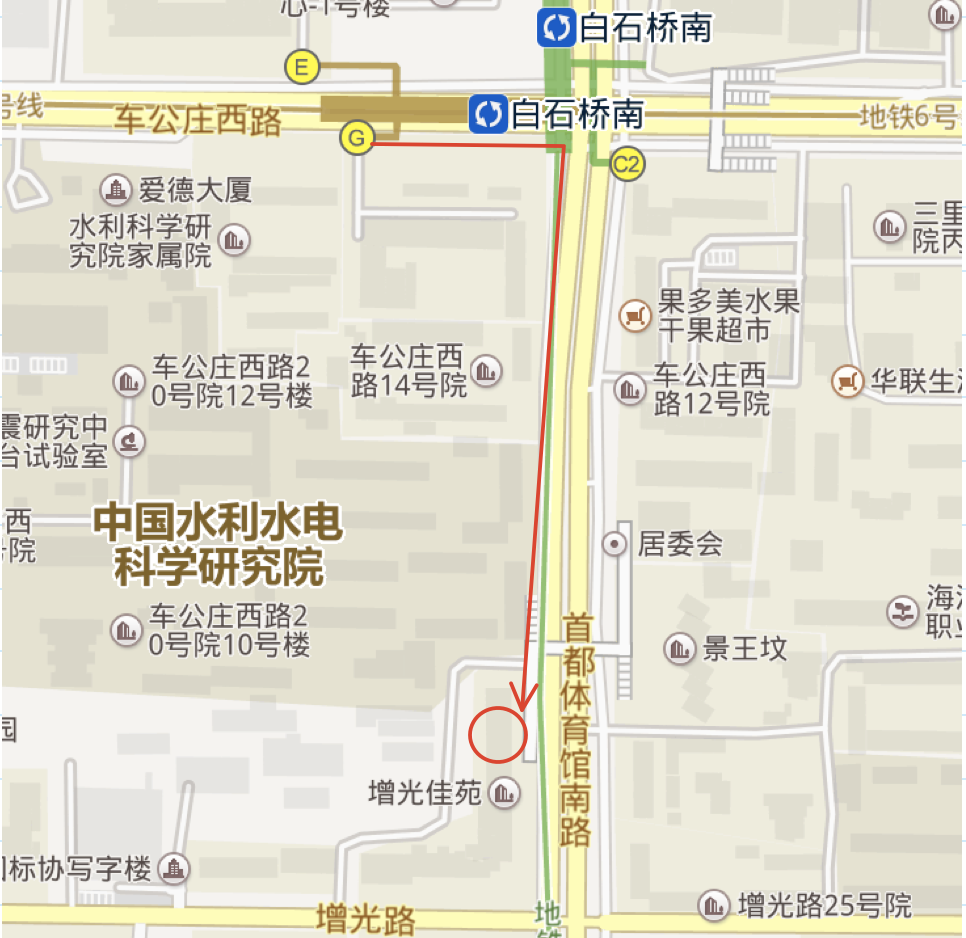 心-1号楼
白石桥南
E
号线
车公庄西路
白石桥南
地铁6号
G
C2
爱德大厦
水利科学研
究院家属院
三里
院丙
果多美水果
干果超市
车公庄西路2
0号院12号楼
车公庄西
路14号院
车公庄西
路12号院
华联生活
震研究中
台试验室
中国水利水电
科学研究院
西
号院
居委会
车公庄西路2
0号院10号楼
首都体育馆南路
景王坟
海
职业
园
增光佳苑
国标协写字楼
增光路
地铁
增光路25号院